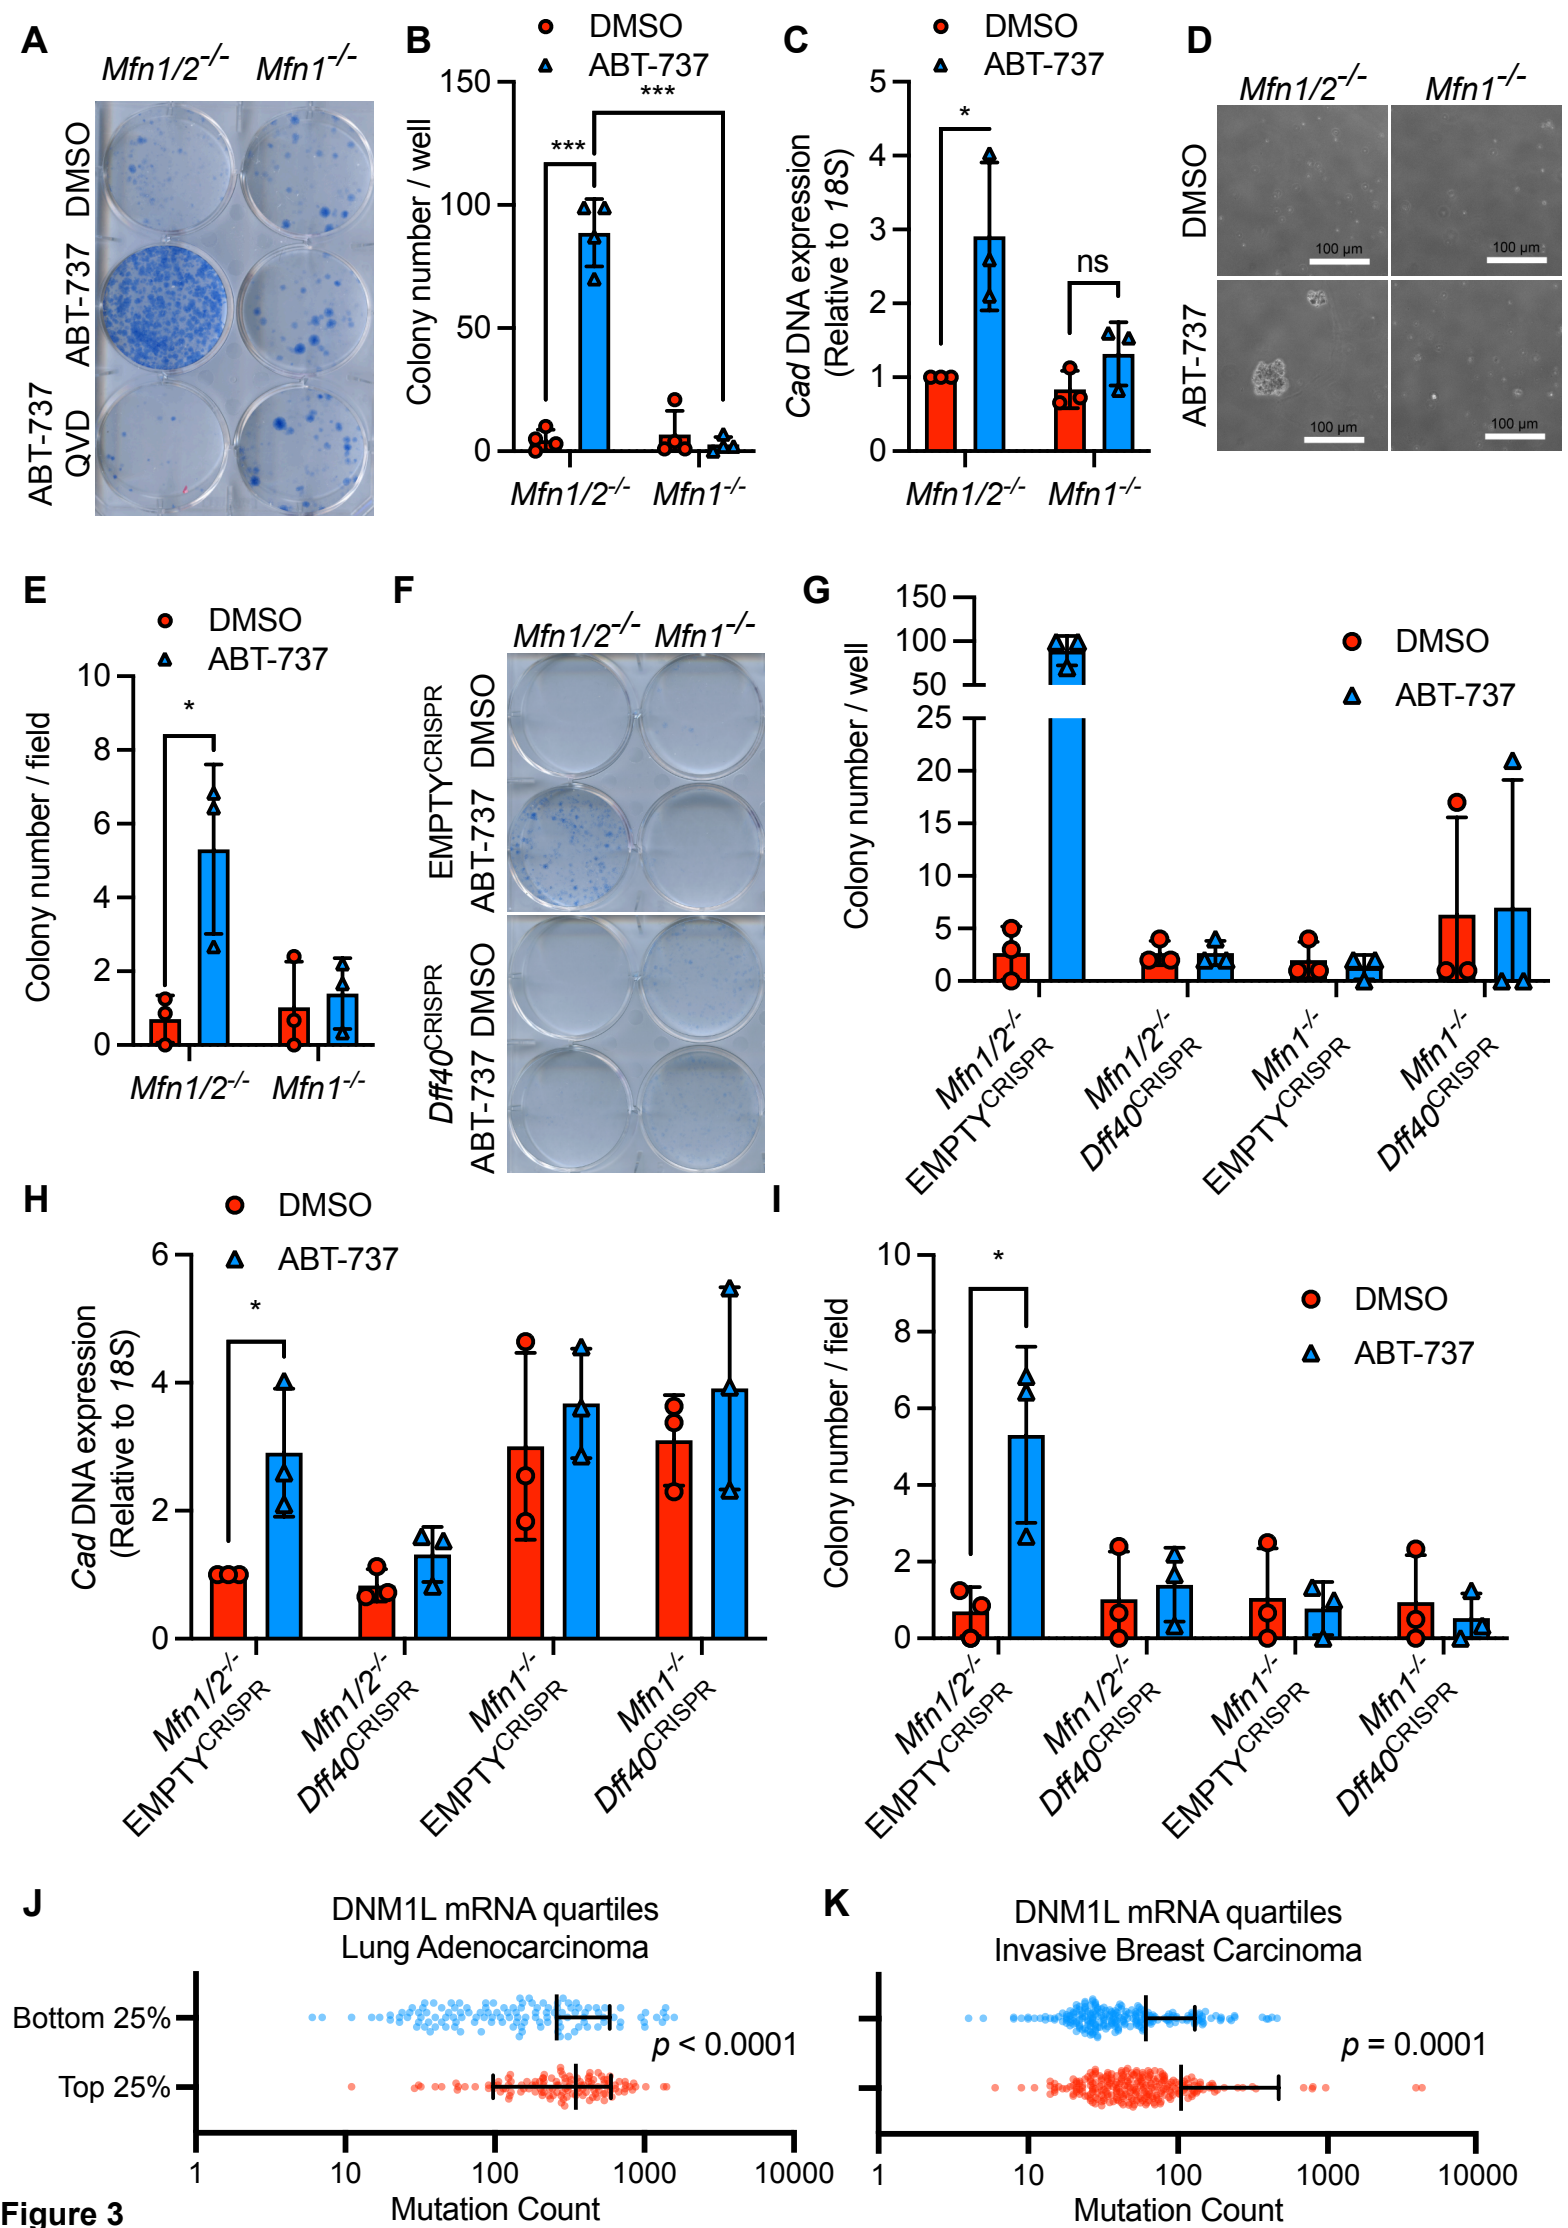 A
Mfn1/2-/- Mfn1-/-
DMSO
ABT-737
ABT-737
QVD
B
DMSO
ABT-737
Colony number / well
150
100
50
0
***
***
Mfn1/2-/- Mfn1-/-
C
DMSO
ABT-737
Cad DNA expression
(Relative to 18S)
5
4
3
2
1
0
*
ns
Mfn1/2-/- Mfn1-/-
D
Mfn1/2-/- Mfn1-/-
DMSO
ABT-737
100 µm
100 µm
100 µm
100 µm
E
DMSO
ABT-737
Colony number / field
10
8
6
4
2
0
*
Mfn1/2-/- Mfn1-/-
F
Mfn1/2-/- Mfn1-/-
EMPTYCRISPR
DMSO
ABT-737
Dff40CRISPR
DMSO
ABT-737
G
DMSO
ABT-737
Colony number / well
150
100
50
25
20
15
10
5
0
Mfn1/2-/-
EMPTYCRISPR
Mfn1/2-/-
Dff40CRISPR
Mfn1-/-
EMPTYCRISPR
Mfn1-/-
Dff40CRISPR
H
DMSO
ABT-737
Cad DNA expression
(Relative to 18S)
6
4
2
0
*
Mfn1/2-/-
EMPTYCRISPR
Mfn1/2-/-
Dff40CRISPR
Mfn1-/-
EMPTYCRISPR
Mfn1-/-
Dff40CRISPR
I
DMSO
ABT-737
Colony number / field
10
8
6
4
2
0
*
Mfn1/2-/-
EMPTYCRISPR
Mfn1/2-/-
Dff40CRISPR
Mfn1-/-
EMPTYCRISPR
Mfn1-/-
Dff40CRISPR
J
DNM1L mRNA quartiles
Lung Adenocarcinoma
Bottom 25%
Top 25%
p < 0.0001
1 10 100 1000 10000
Mutation Count
K
DNM1L mRNA quartiles
Invasive Breast Carcinoma
p = 0.0001
1 10 100 1000 10000
Mutation Count
Figure 3